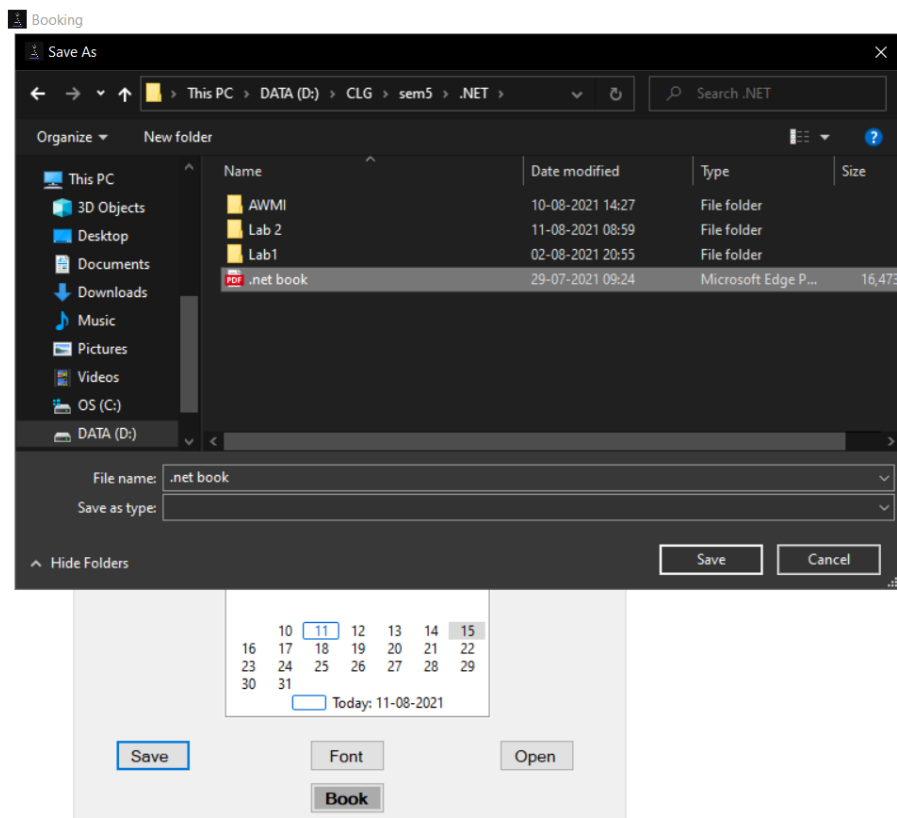 Booking
Save As
This PC > DATA (D:) > CLG > sem5 > .NET >
Search .NET
Organize
New folder
?
Name Date modified Type Size
This PC
3D Objects
Desktop
Documents
Downloads
Music
Pictures
Videos
OS (C:)
DATA (D:)
AWMI 10-08-2021 14:27 File folder
Lab 2 11-08-2021 08:59 File folder
Lab1 02-08-2021 20:55 File folder
PDF .net book 29-07-2021 09:24 Microsoft Edge P... 16,473
File name: .net book
Save as type:
Hide Folders
Save Cancel
10 11 12 13 14 15
16 17 18 19 20 21 22
23 24 25 26 27 28 29
30 31
Today: 11-08-2021
Save Font Open
Book